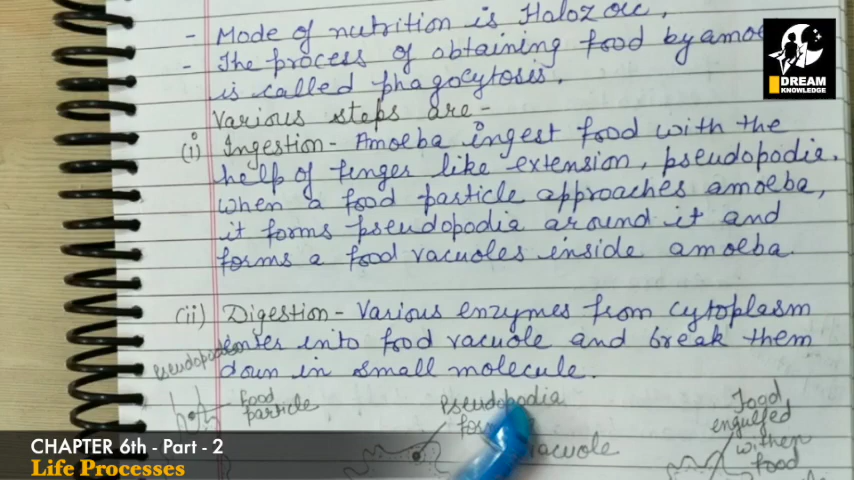 - Mode of nutrition is Halozoic.
- The process of obtaining food by amoe
is called phagocytosis.
Various steps are -
(i) Ingestion - Amoeba ingest food with the
help of finger like extension, pseudopodia.
when a food particle approaches amoeba,
it forms pseudopodia around it and
forms a food vacuoles inside amoeba.
(ii) Digestion - Various enzymes from cytoplasm
enter into food vacuole and break them
down in small molecule.
Pseudopodia
food
particle
Pseudopodia
form
vacuole
Food
engulfed
within
food
DREAM
KNOWLEDGE
CHAPTER 6th - Part - 2
Life Processes